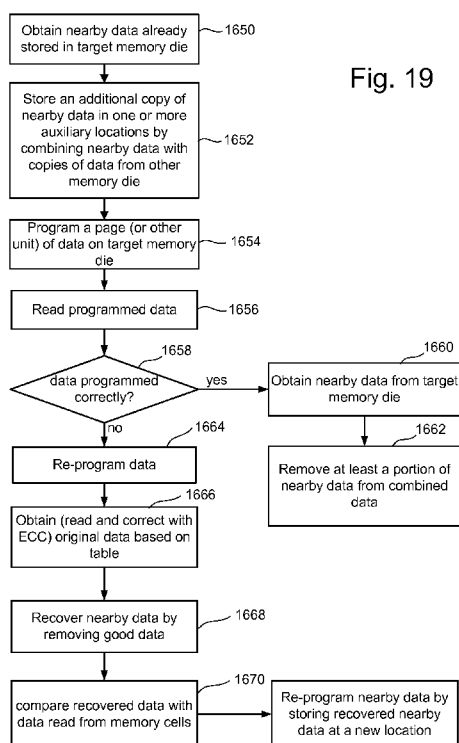 Fig. 19
Obtain nearby data already
stored in target memory die
1650
Store an additional copy of
nearby data in one or more
auxiliary locations by
combining nearby data with
copies of data from other
memory die
1652
Program a page (or other
unit) of data on target memory
die
1654
Read programmed data
1656
data programmed
correctly?
1658
yes
no
Obtain nearby data from target
memory die
1660
Remove at least a portion of
nearby data from combined
data
1662
Re-program data
1664
Obtain (read and correct with
ECC) original data based on
table
1666
Recover nearby data by
removing good data
1668
compare recovered data with
data read from memory cells
1670
Re-program nearby data by
storing recovered nearby
data at a new location